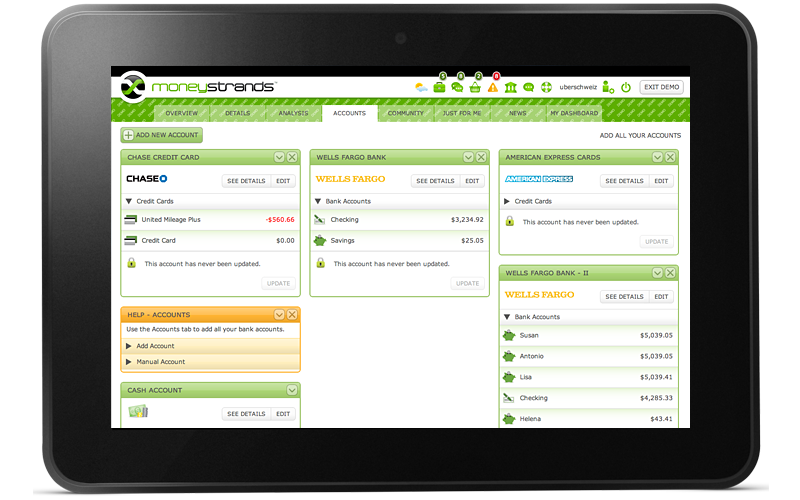 moneystrands
5
8
2
8
uberschweiz
EXIT DEMO
OVERVIEW
DETAILS
ANALYSIS
ACCOUNTS
COMMUNITY
JUST FOR ME
NEWS
MY DASHBOARD
ADD NEW ACCOUNT
ADD ALL YOUR ACCOUNTS
CHASE CREDIT CARD
CHASE
SEE DETAILS
EDIT
Credit Cards
United Mileage Plus -$560.66
Credit Card $0.00
This account has never been updated.
UPDATE
HELP - ACCOUNTS
Use the Accounts tab to add all your bank accounts.
Add Account
Manual Account
CASH ACCOUNT
SEE DETAILS
EDIT
WELLS FARGO BANK
WELLS FARGO
SEE DETAILS
EDIT
Bank Accounts
Checking $3,234.92
Savings $25.05
This account has never been updated.
UPDATE
AMERICAN EXPRESS CARDS
AMERICAN EXPRESS
SEE DETAILS
EDIT
Credit Cards
This account has never been updated.
UPDATE
WELLS FARGO BANK - II
WELLS FARGO
SEE DETAILS
EDIT
Bank Accounts
Susan $5,039.05
Antonio $5,039.05
Lisa $5,039.41
Checking $4,285.33
Helena $43.41